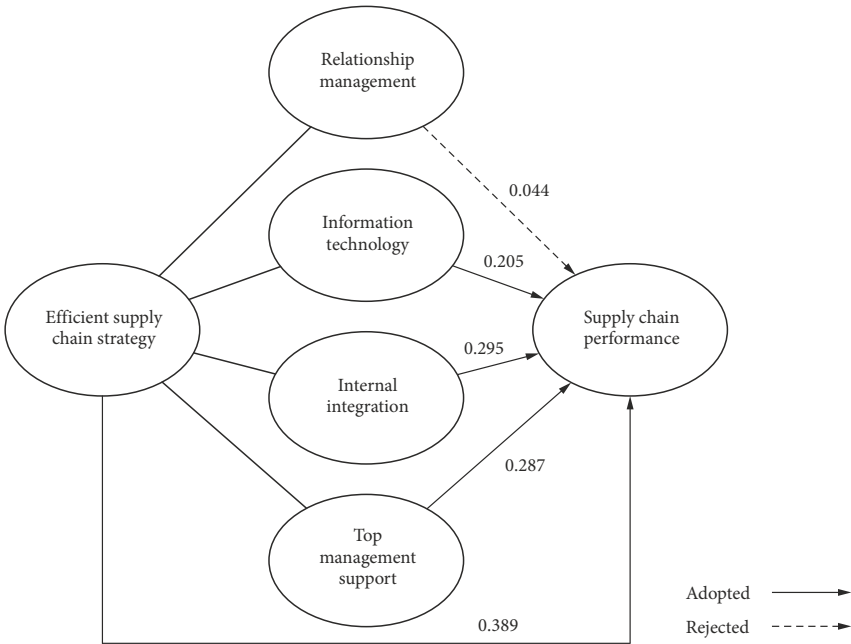 Relationship
management
0.044
Information
technology
0.205
Efficient supply
chain strategy
Supply chain
performance
0.295
Internal
integration
0.287
Top
management
support
0.389
Adopted
Rejected